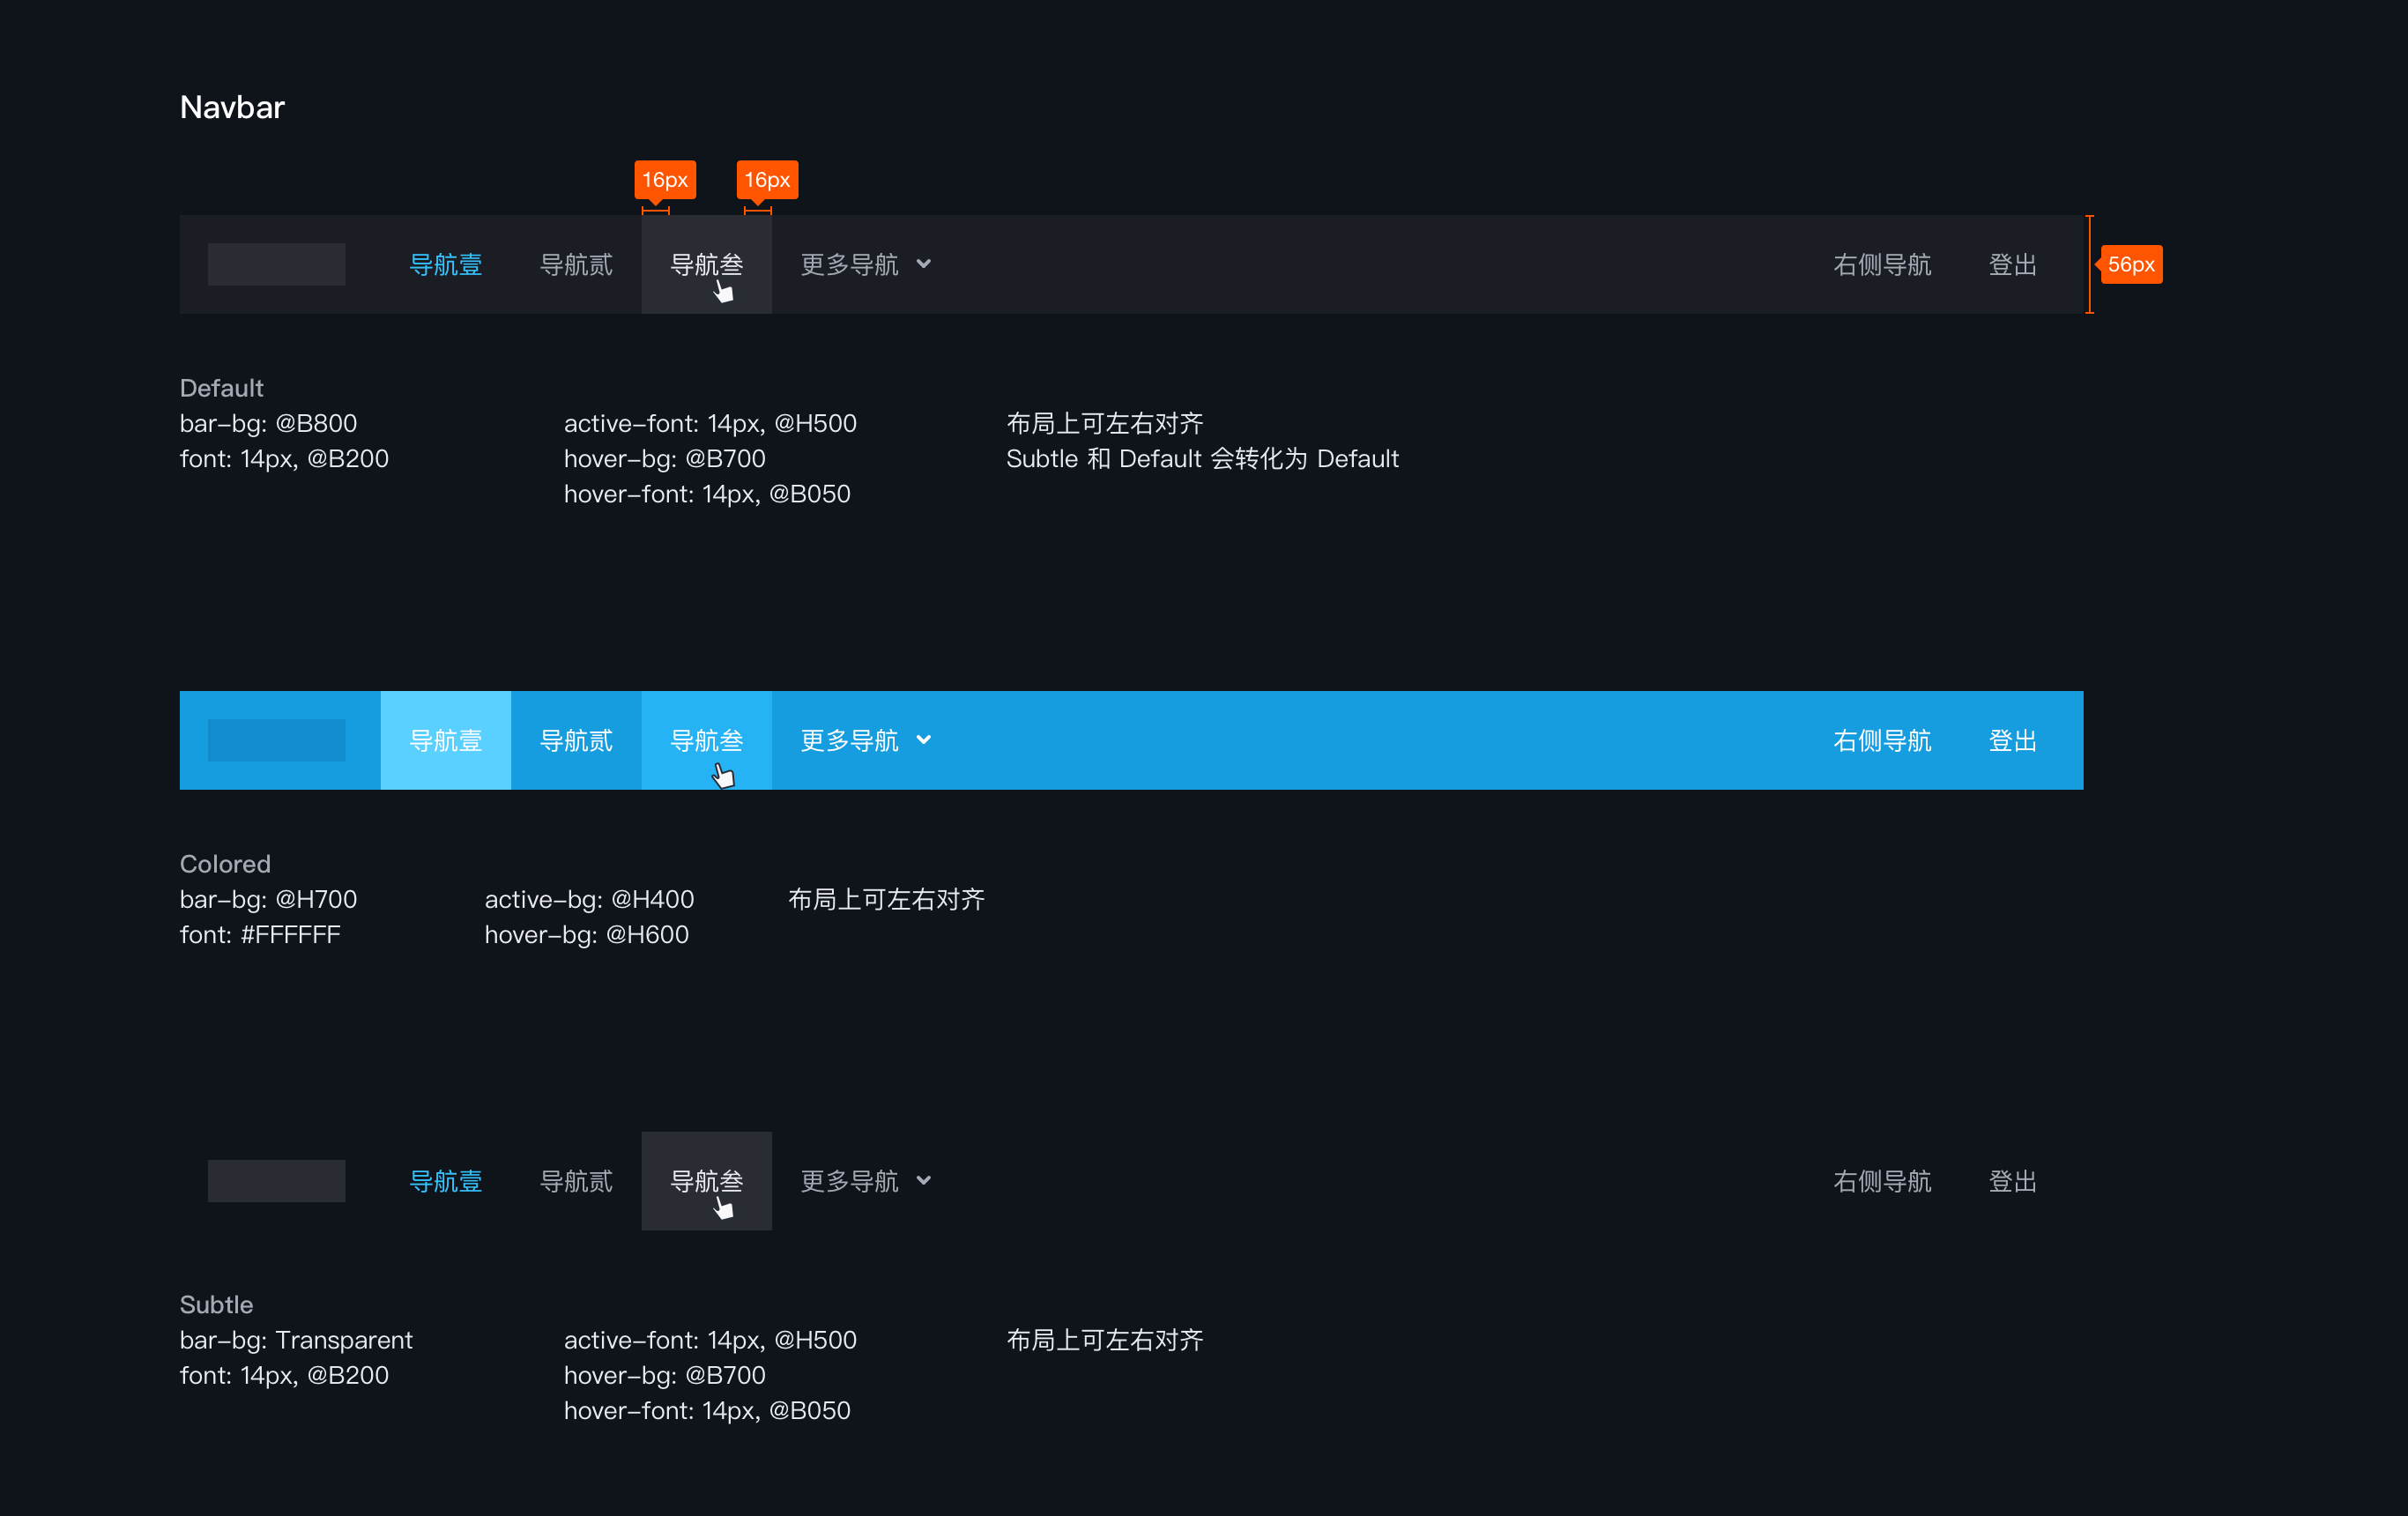 Navbar
16px 16px
导航壹 导航贰 导航叁 更多导航 右侧导航 登出 56px
Default
bar-bg: @B800 active-font: 14px, @H500 布局上可左右对齐
font: 14px, @B200 hover-bg: @B700 Subtle 和 Default 会转化为 Default
hover-font: 14px, @B050
导航壹 导航贰 导航叁 更多导航 右侧导航 登出
Colored
bar-bg: @H700 active-bg: @H400 布局上可左右对齐
font: #FFFFFF hover-bg: @H600
导航壹 导航贰 导航叁 更多导航 右侧导航 登出
Subtle
bar-bg: Transparent active-font: 14px, @H500 布局上可左右对齐
font: 14px, @B200 hover-bg: @B700
hover-font: 14px, @B050